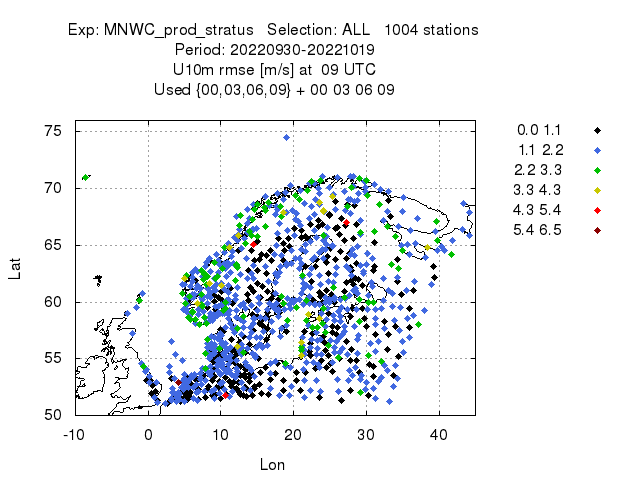 Exp: MNWC_prod_stratus   Selection: ALL   1004 stations
Period: 20220930-20221019
U10m rmse [m/s] at  09 UTC
Used {00,03,06,09} + 00 03 06 09
0.0 1.1
1.1 2.2
2.2 3.3
3.3 4.3
4.3 5.4
5.4 6.5
75
70
65
60
55
50
Lat
-10 0 10 20 30 40
Lon